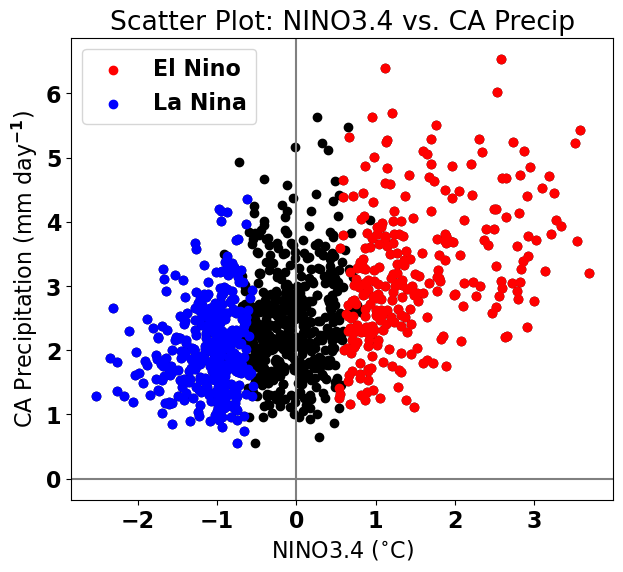 Scatter Plot: NINO3.4 vs. CA Precip
El Nino
La Nina
CA Precipitation (mm day⁻¹)
6
5
4
3
2
1
0
−2 −1 0 1 2 3
NINO3.4 (°C)